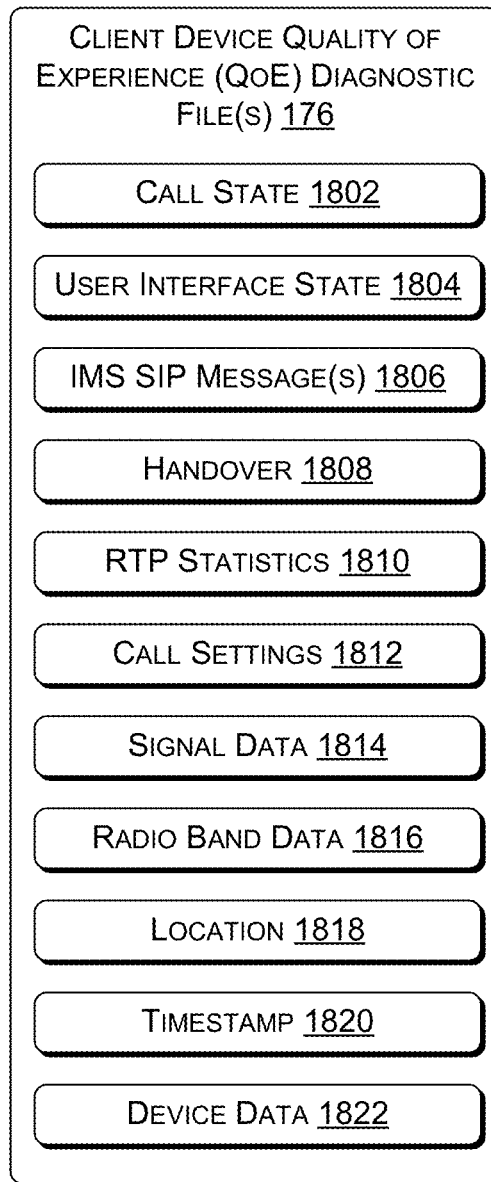 CLIENT DEVICE QUALITY OF
EXPERIENCE (QOE) DIAGNOSTIC
FILE(S) 176
CALL STATE 1802
USER INTERFACE STATE 1804
IMS SIP MESSAGE(S) 1806
HANDOVER 1808
RTP STATISTICS 1810
CALL SETTINGS 1812
SIGNAL DATA 1814
RADIO BAND DATA 1816
LOCATION 1818
TIMESTAMP 1820
DEVICE DATA 1822